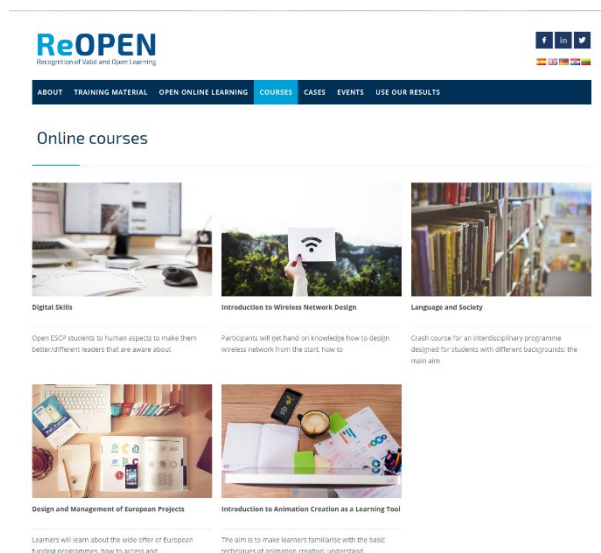 ReOPEN
Recognition of Valid and Open Learning
f in
ABOUT TRAINING MATERIAL OPEN ONLINE LEARNING COURSES CASES EVENTS USE OUR RESULTS
Online courses
Digital Skills
Open ESCP students to human aspects to make them
better/different leaders that are aware about
Introduction to Wireless Network Design
Participants will get hand on knowledge how to design
wireless network from the start, how to
Language and Society
Crash course for an interdisciplinary programme
designed for students with different backgrounds: the
main aim
Design and Management of European Projects
Learners will learn about the wide offer of European
funding programmes, how to access and
Introduction to Animation Creation as a Learning Tool
The aim is to make learners familiarise with the basic
techniques of animation creation: understand